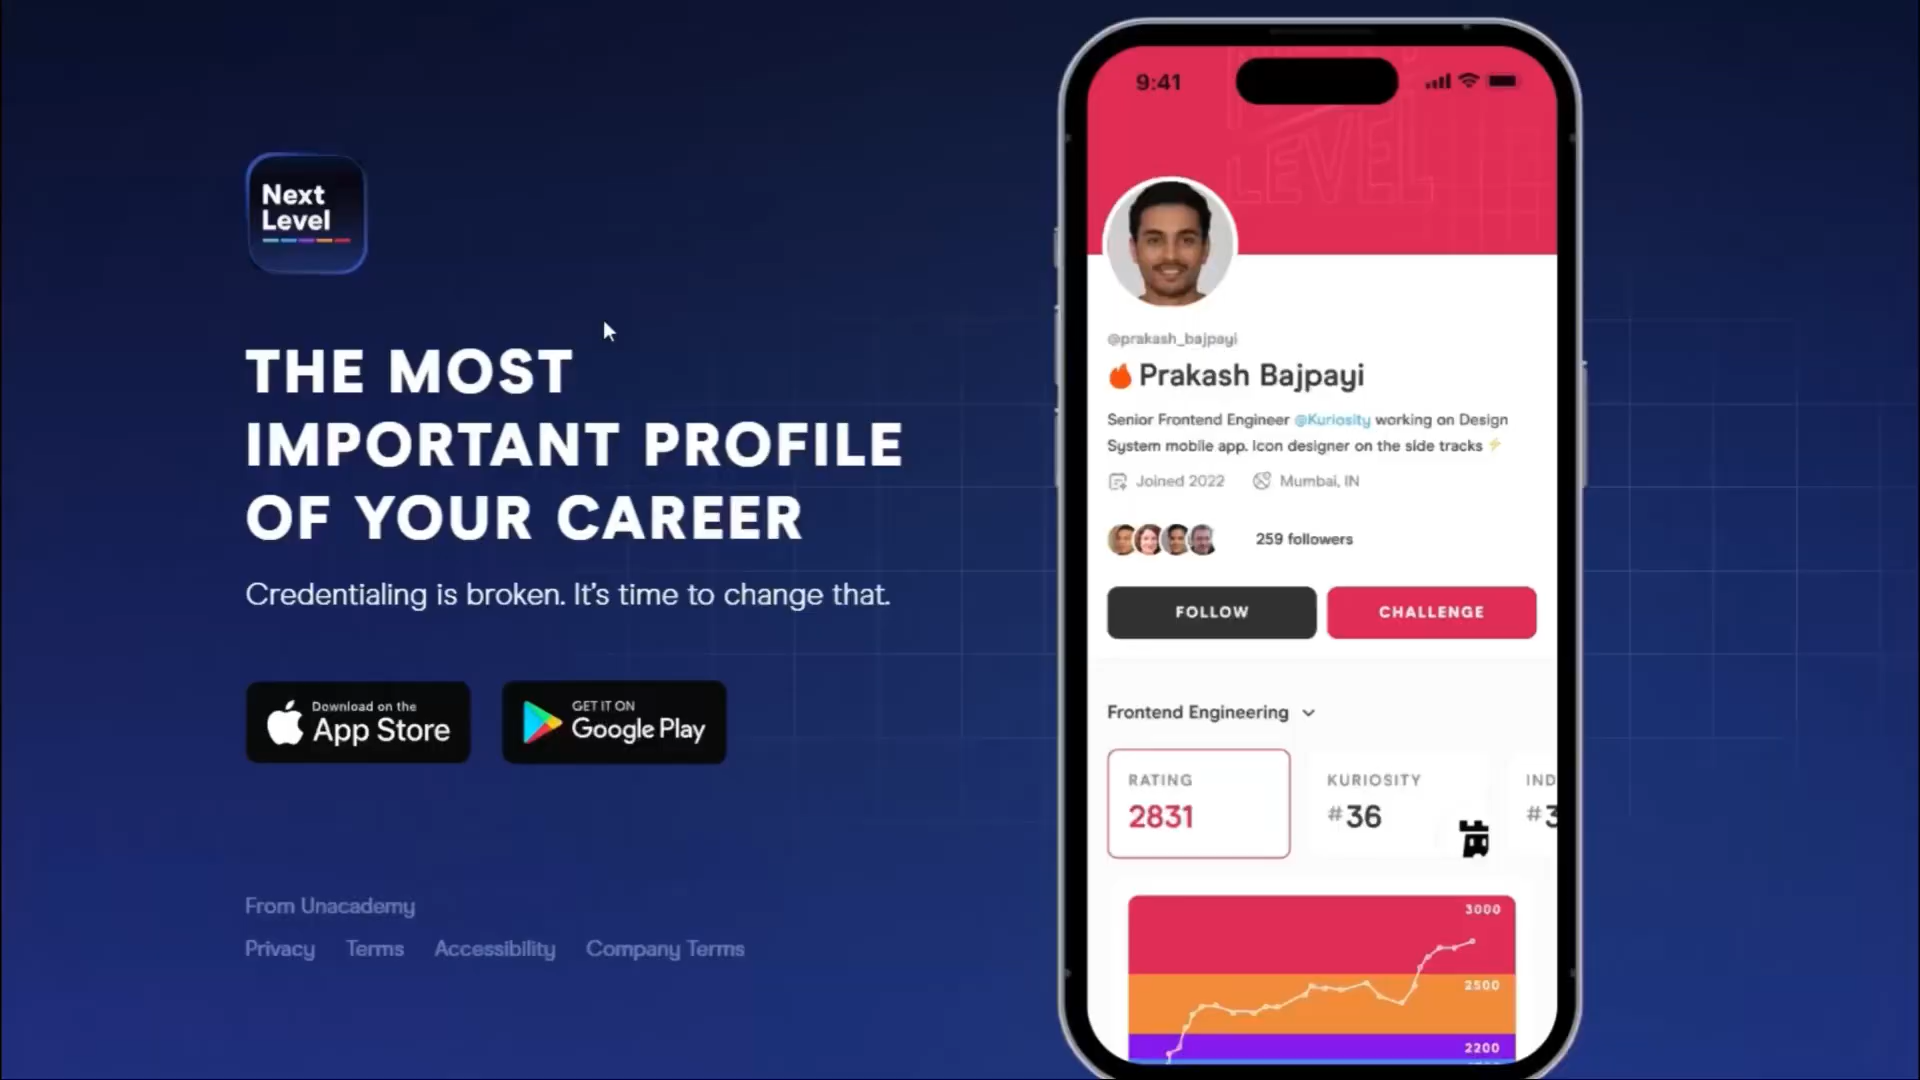 Next
Level
THE MOST
IMPORTANT PROFILE
OF YOUR CAREER
Credentialing is broken. It's time to change that.
Download on the
App Store
GET IT ON
Google Play
From Unacademy
Privacy Terms Accessibility Company Terms
9:41
LEVEL
@prakash_bajpayi
Prakash Bajpayi
Senior Frontend Engineer @Kuriosity working on Design
System mobile app. Icon designer on the side tracks
Joined 2022 Mumbai, IN
259 followers
FOLLOW CHALLENGE
Frontend Engineering
RATING KURIOSITY IND
2831 #36 #3
3000
2500
2200